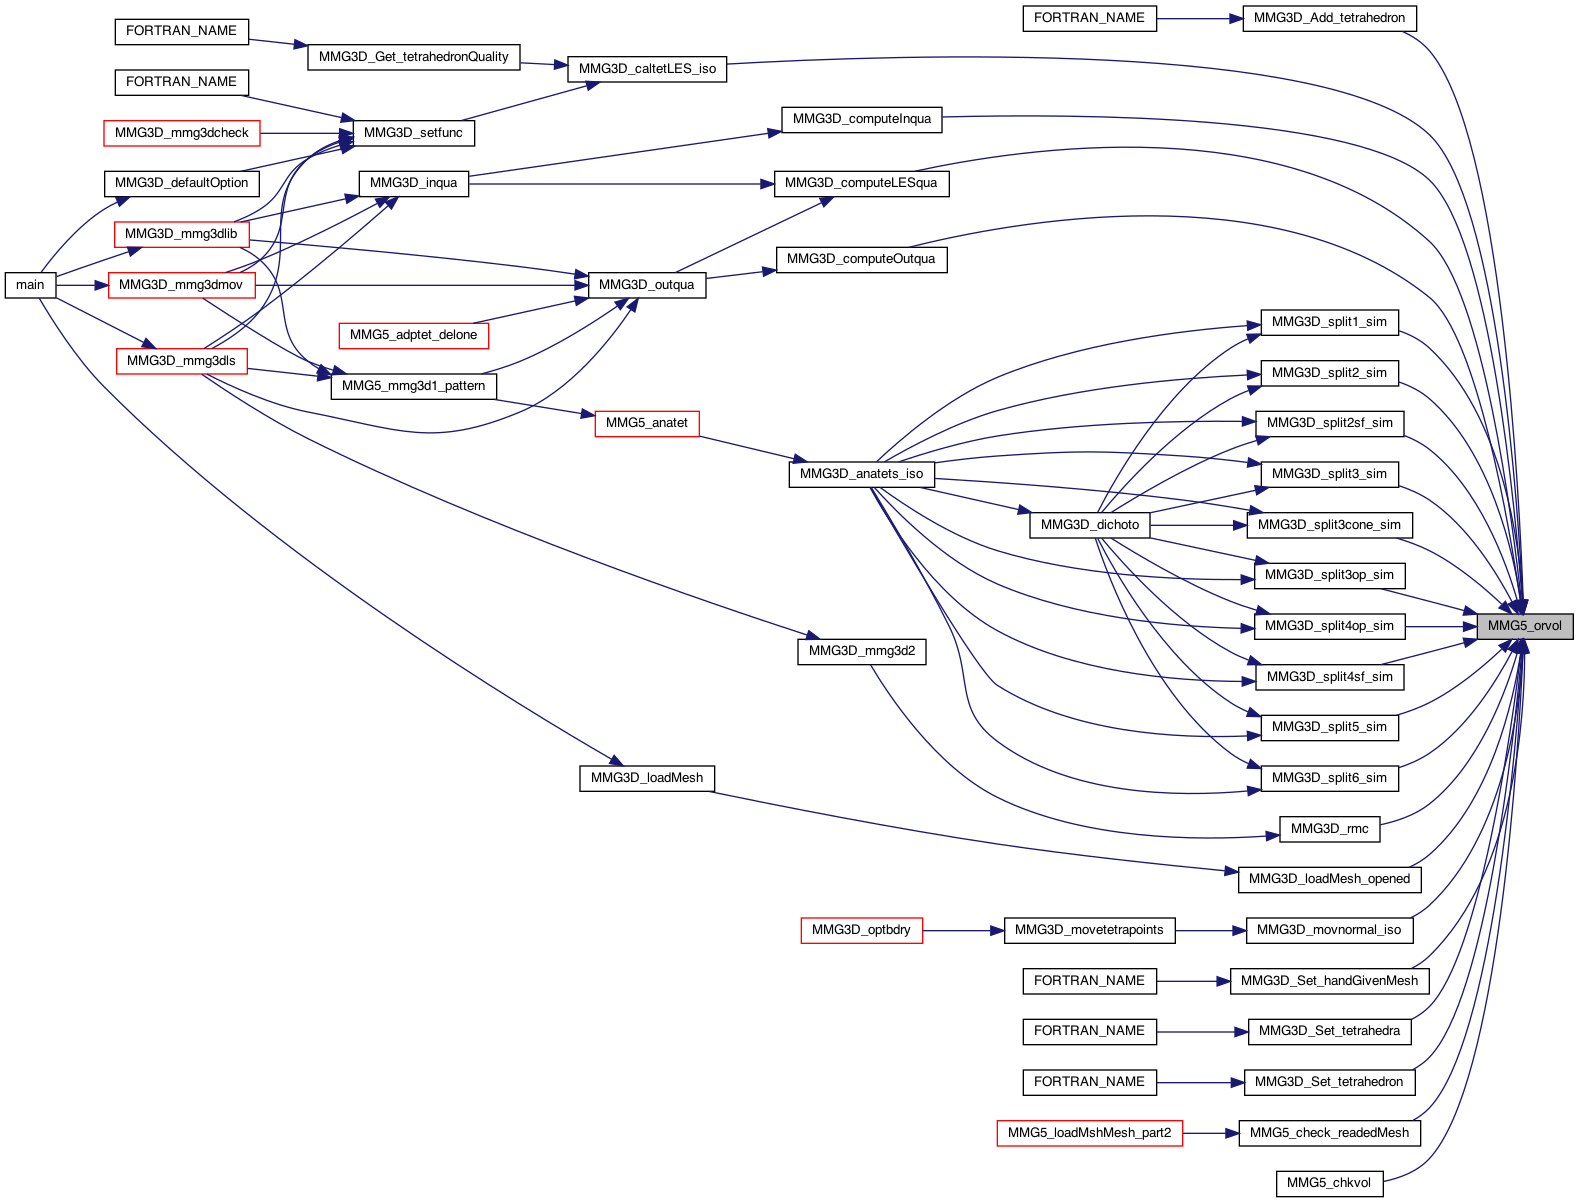 FORTRAN_NAME
MMG3D_Add_tetrahedron
FORTRAN_NAME
MMG3D_Get_tetrahedronQuality
MMG3D_caltetLES_iso
FORTRAN_NAME
MMG3D_computeInqua
MMG3D_mmg3dcheck
MMG3D_setfunc
MMG3D_defaultOption
MMG3D_inqua
MMG3D_computeLESqua
MMG3D_mmg3dlib
MMG3D_computeOutqua
main
MMG3D_mmg3dmov
MMG3D_outqua
MMG3D_split1_sim
MMG5_adptet_delone
MMG3D_mmg3dls
MMG3D_split2_sim
MMG5_mmg3d1_pattern
MMG5_anatet
MMG3D_split2sf_sim
MMG3D_anatets_iso
MMG3D_split3_sim
MMG3D_dichoto
MMG3D_split3cone_sim
MMG3D_split3op_sim
MMG3D_split4op_sim
MMG5_orvol
MMG3D_mmg3d2
MMG3D_split4sf_sim
MMG3D_split5_sim
MMG3D_loadMesh
MMG3D_split6_sim
MMG3D_rmc
MMG3D_loadMesh_opened
MMG3D_optbdry
MMG3D_movetetrapoints
MMG3D_movnormal_iso
FORTRAN_NAME
MMG3D_Set_handGivenMesh
FORTRAN_NAME
MMG3D_Set_tetrahedra
FORTRAN_NAME
MMG3D_Set_tetrahedron
MMG5_loadMshMesh_part2
MMG5_check_readedMesh
MMG5_chkvol